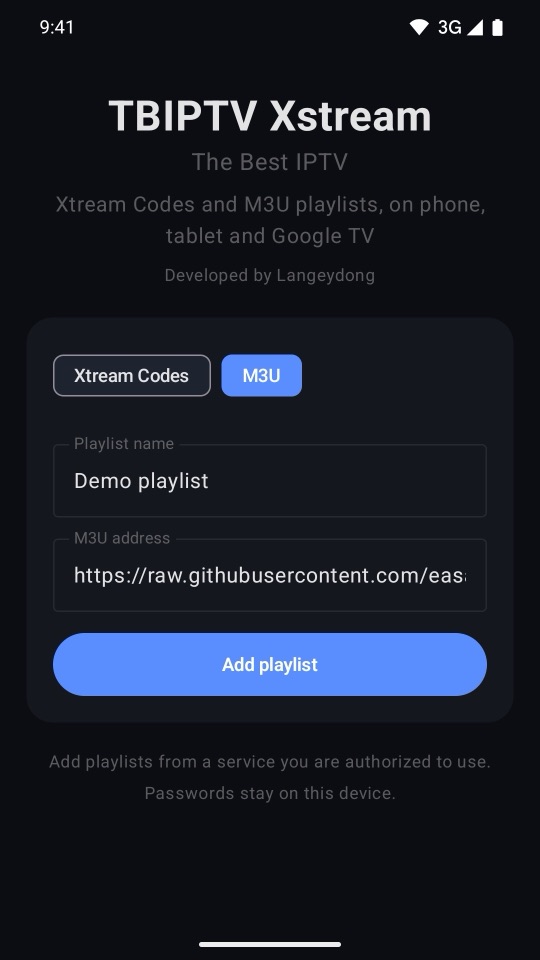 9:41
3G
TBIPTV Xstream
The Best IPTV
Xtream Codes and M3U playlists, on phone,
tablet and Google TV
Developed by Langeydong
Xtream Codes
M3U
Playlist name
Demo playlist
M3U address
https://raw.githubusercontent.com/eas
Add playlist
Add playlists from a service you are authorized to use.
Passwords stay on this device.